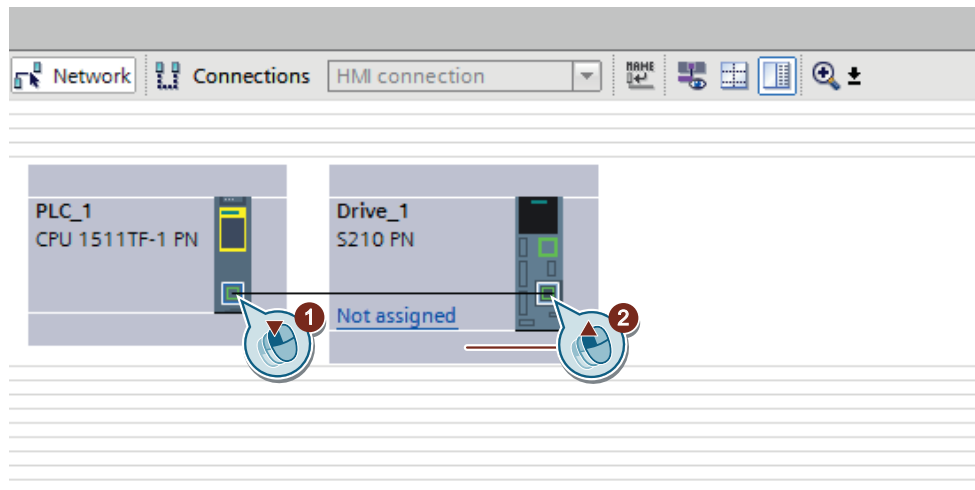 Network Connections HMI connection NAME
PLC_1
CPU 1511TF-1 PN
Drive_1
S210 PN
Not assigned
1
2